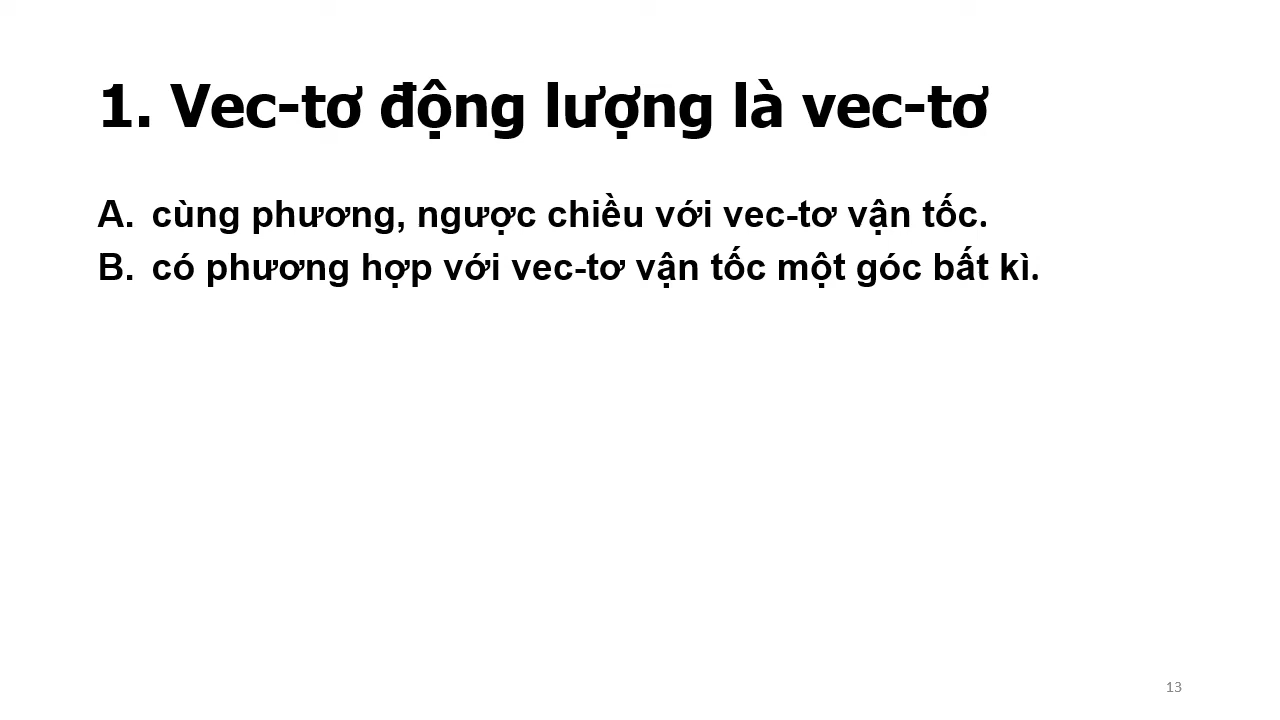 1. Vec-tơ động lượng là vec-tơ
A. cùng phương, ngược chiều với vec-tơ vận tốc.
B. có phương hợp với vec-tơ vận tốc một góc bất kì.
13